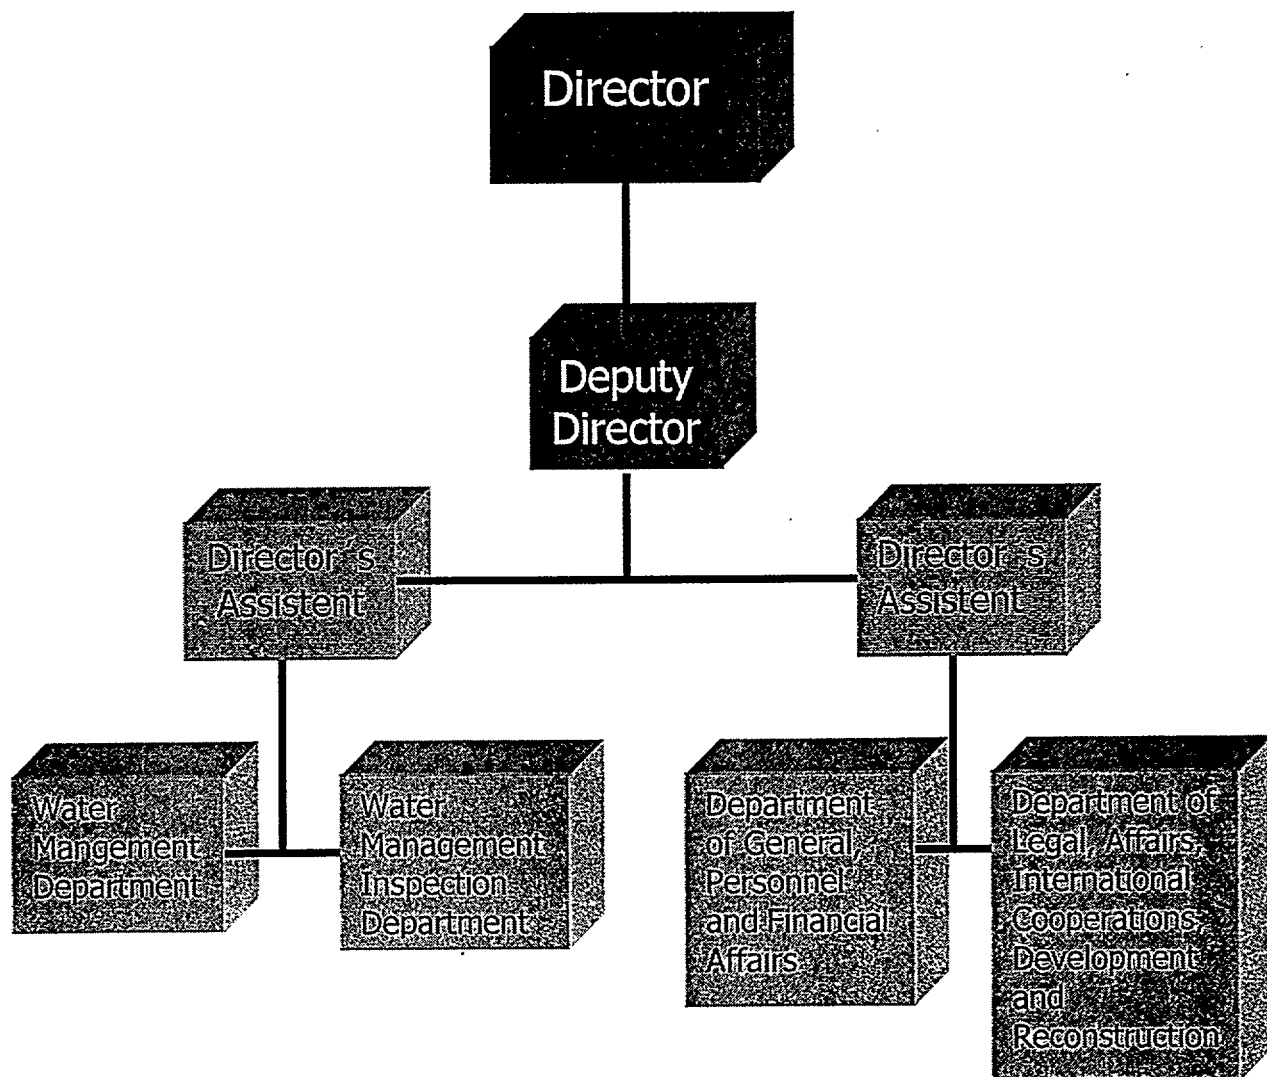 Director
Deputy
Director
Director s
Assistent
Director s
Assistent
Water
Mangement
Department
Water
Management
Inspection
Department
Department
of General,
Personnel
and Financial
Affairs
Department of
Legal, Affairs,
International
Cooperations,
Development
and
Reconstruction